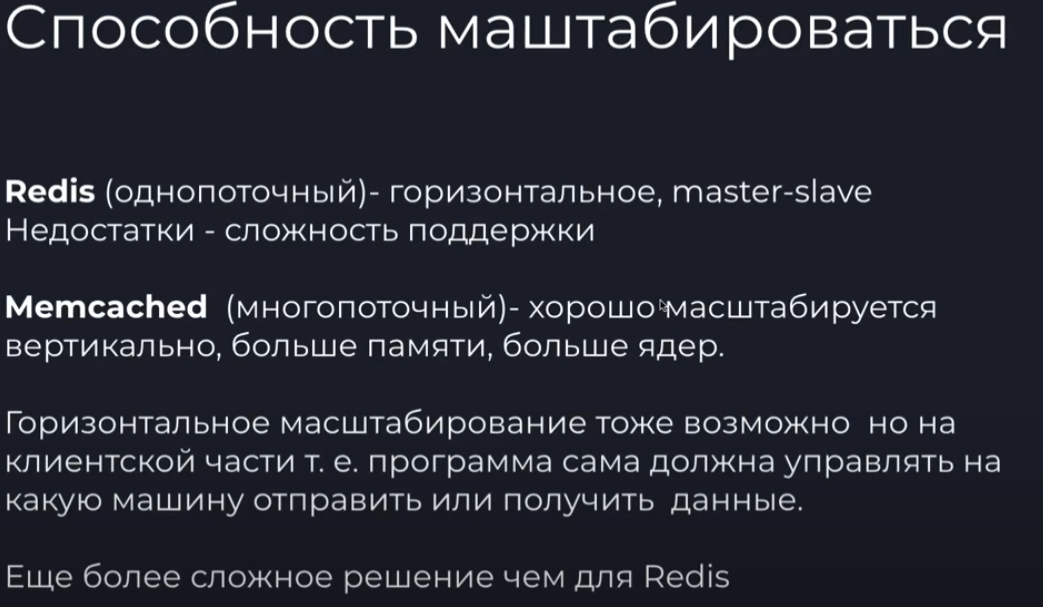 Способность маштабироваться
Redis (однопоточный)- горизонтальное, master-slave
Недостатки - сложность поддержки
Memcached (многопоточный)- хорошо масштабируется
вертикально, больше памяти, больше ядер.
Горизонтальное масштабирование тоже возможно но на
клиентской части т. е. программа сама должна управлять на
какую машину отправить или получить данные.
Еще более сложное решение чем для Redis